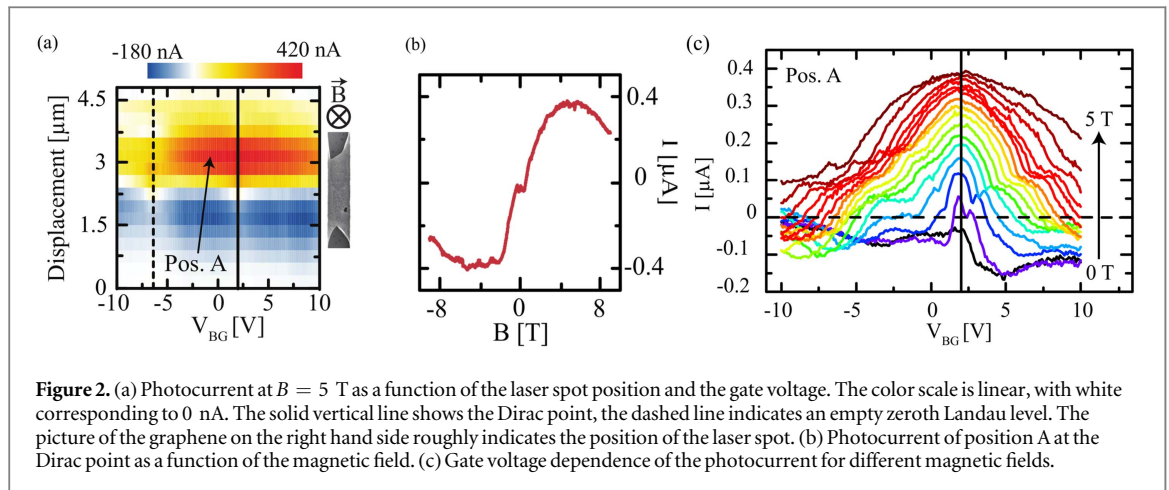 (a)
-180 nA 420 nA
4.5
3
1.5
0
Displacement [μm]
Pos. A
-10 -5 0 5 10
V_BG [V]
B
(b)
0.4
0
-0.4
I [μA]
-8 0 8
B [T]
(c)
Pos. A
0.4
0.3
0.2
0.1
0
-0.1
-0.2
I [μA]
5 T
0 T
-10 -5 0 5 10
V_BG [V]
Figure 2. (a) Photocurrent at B = 5 T as a function of the laser spot position and the gate voltage. The color scale is linear, with white
corresponding to 0 nA. The solid vertical line shows the Dirac point, the dashed line indicates an empty zeroth Landau level. The
picture of the graphene on the right hand side roughly indicates the position of the laser spot. (b) Photocurrent of position A at the
Dirac point as a function of the magnetic field. (c) Gate voltage dependence of the photocurrent for different magnetic fields.